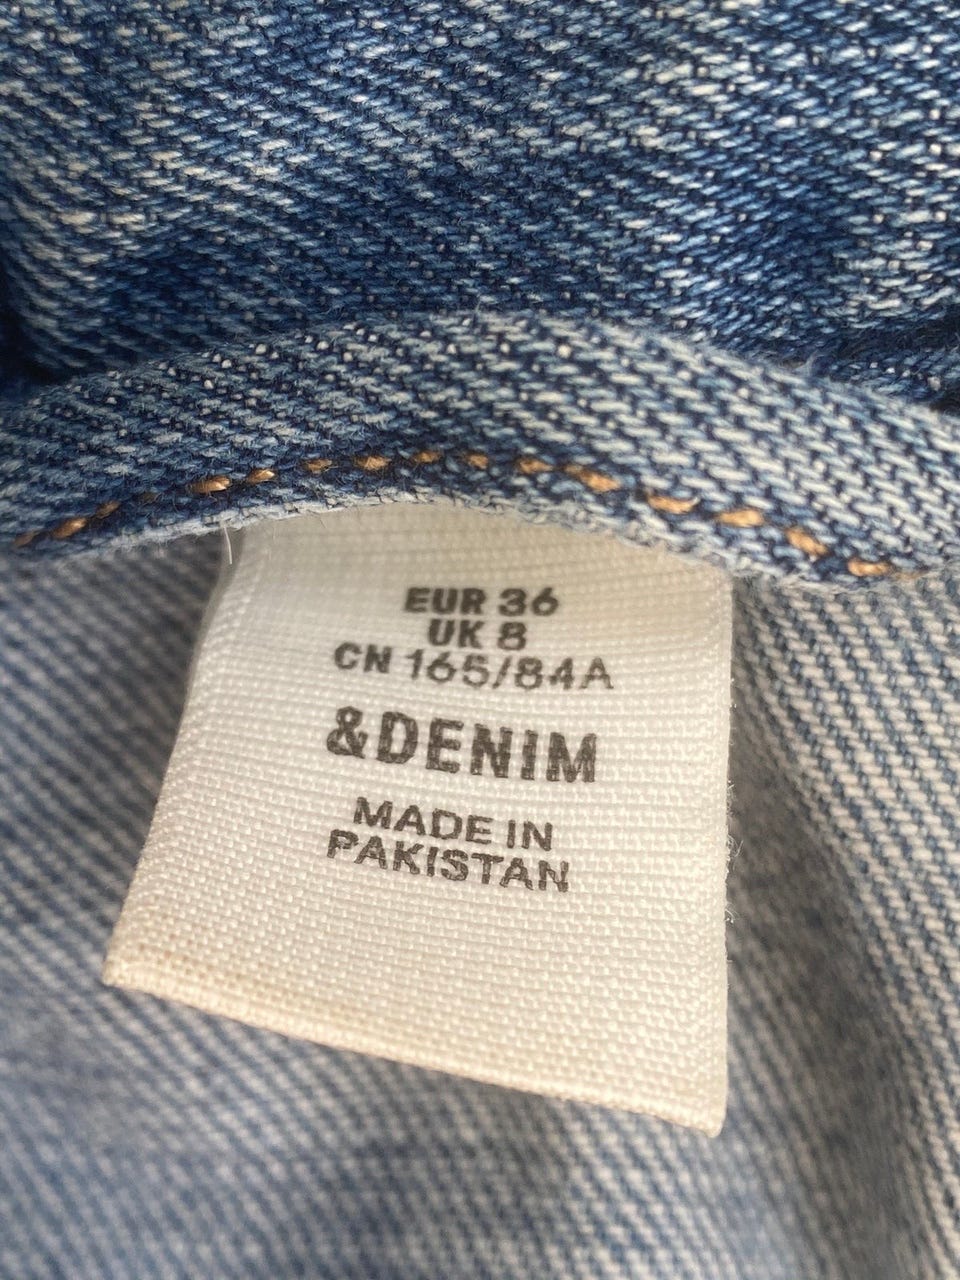 EUR 36
UK 8
CN 165/84A
&DENIM
MADE IN
PAKISTAN